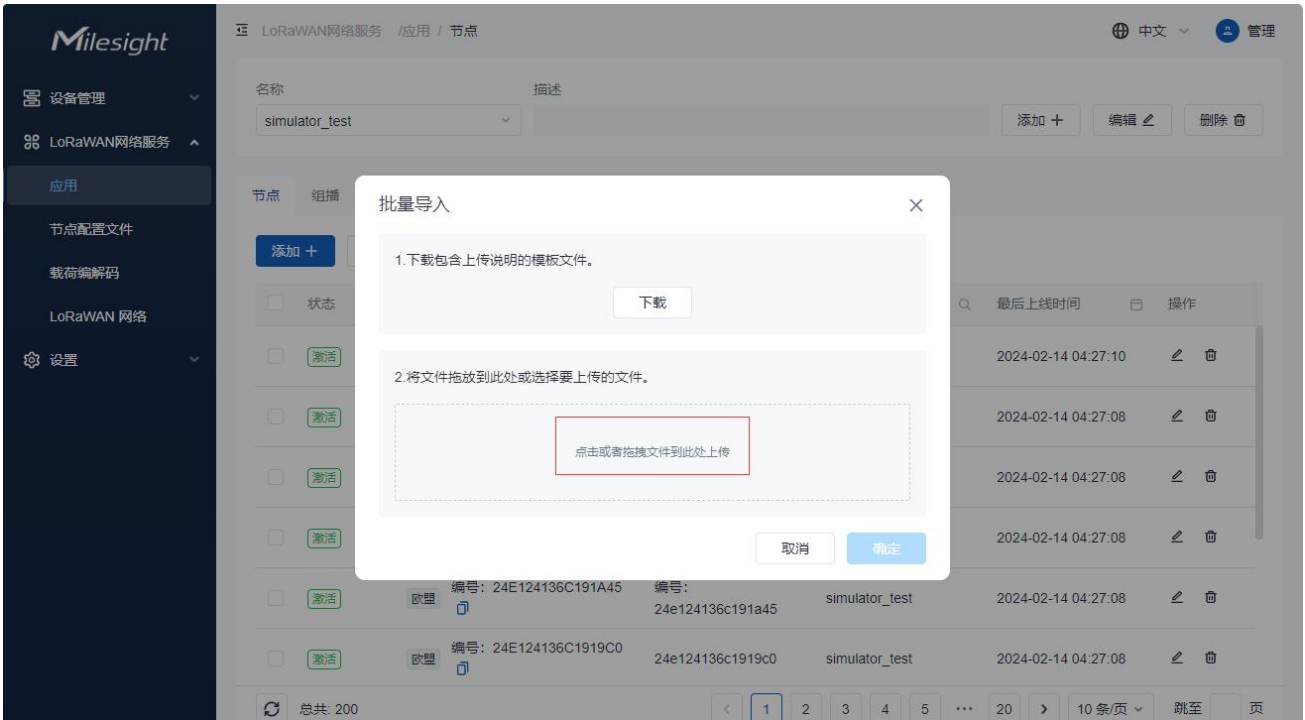 Milesight
LoRaWAN网络服务 /应用 / 节点
中文
管理
设备管理
LoRaWAN网络服务
应用
节点配置文件
载荷编解码
LoRaWAN 网络
设置
名称
描述
simulator_test
添加
编辑
删除
节点
组播
添加
批量导入
1.下载包含上传说明的模板文件。
下载
2.将文件拖放到此处或选择要上传的文件。
点击或者拖拽文件到此处上传
取消
确定
状态
最后上线时间
操作
激活
2024-02-14 04:27:10
激活
2024-02-14 04:27:08
激活
2024-02-14 04:27:08
激活
2024-02-14 04:27:08
激活
欧盟
编号：24E124136C191A45
编号：
24e124136c191a45
simulator_test
2024-02-14 04:27:08
激活
欧盟
编号：24E124136C1919C0
24e124136c1919c0
simulator_test
2024-02-14 04:27:08
总共: 200
< 1 2 3 4 5 ••• 20 >
10 条/页
跳至
页